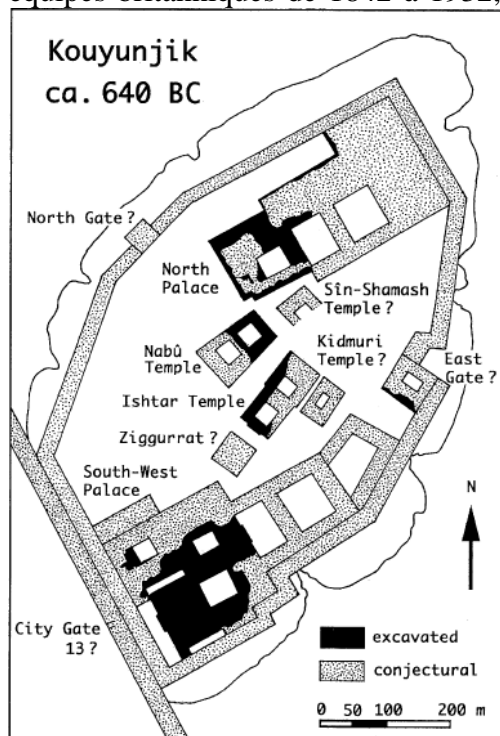 équipes britanniques de 1842 à 1932,
Kouyunjik
ca. 640 BC
North Gate?
North
Palace
Sîn-Shamash
Temple?
Nabû
Temple
Kidmuri
Temple?
East
Gate?
Ishtar Temple
Ziggurrat?
South-West
Palace
N
City Gate
13?
excavated
conjectural
0 50 100 200 m